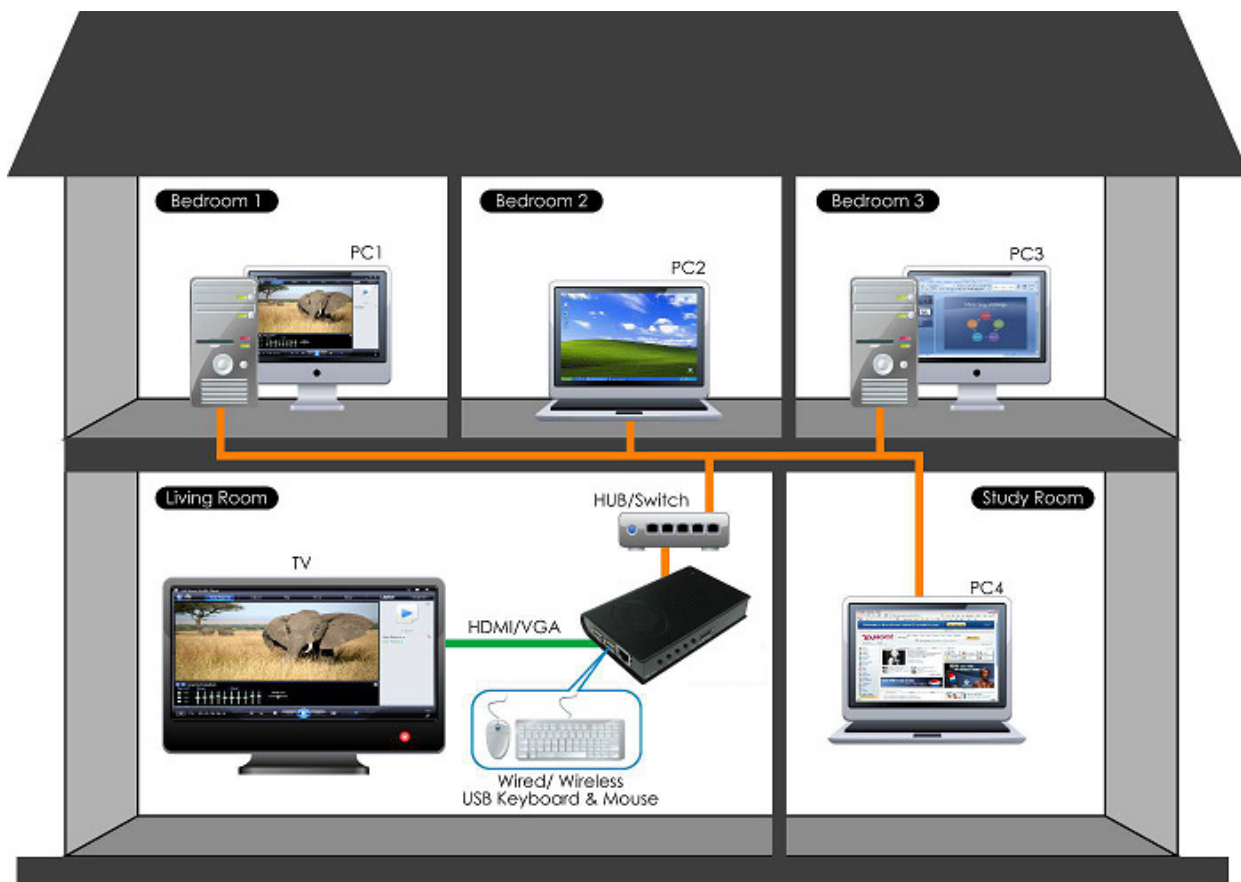 Bedroom 1
Bedroom 2
Bedroom 3
PC1
PC2
PC3
Living Room
HUB/Switch
Study Room
TV
PC4
HDMI/VGA
YAHOO!
Wired/ Wireless
USB Keyboard & Mouse